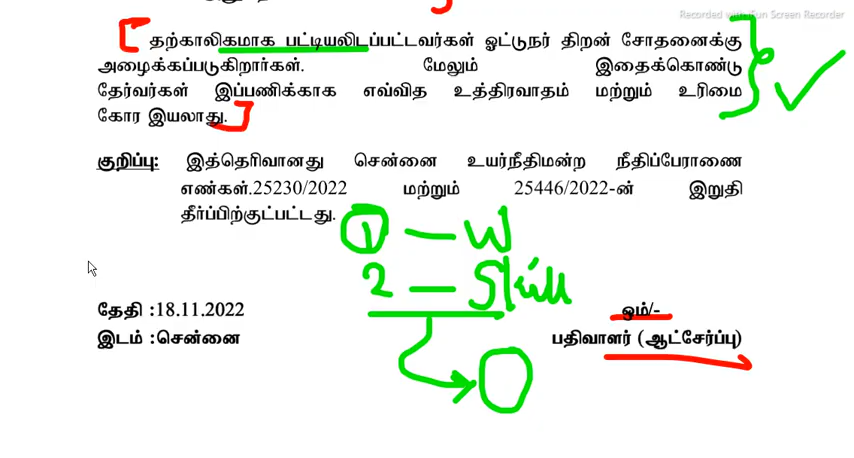 Recorded with iFun Screen Recorder
தற்காலிகமாக பட்டியலிடப்பட்டவர்கள் ஓட்டுநர் திறன் சோதனைக்கு
அழைக்கப்படுகிறார்கள். மேலும் இதைக்கொண்டு
தேர்வர்கள் இப்பணிக்காக எவ்வித உத்திரவாதம் மற்றும் உரிமை
கோர இயலாது.
குறிப்பு: இத்தெரிவானது சென்னை உயர்நீதிமன்ற நீதிப்பேராணை
எண்கள்.25230/2022 மற்றும் 25446/2022-ன் இறுதி
தீர்ப்பிற்குட்பட்டது.
1 — W
2 — Skill
தேதி :18.11.2022 ஒம்/-
இடம் :சென்னை பதிவாளர் (ஆட்சேர்ப்பு)